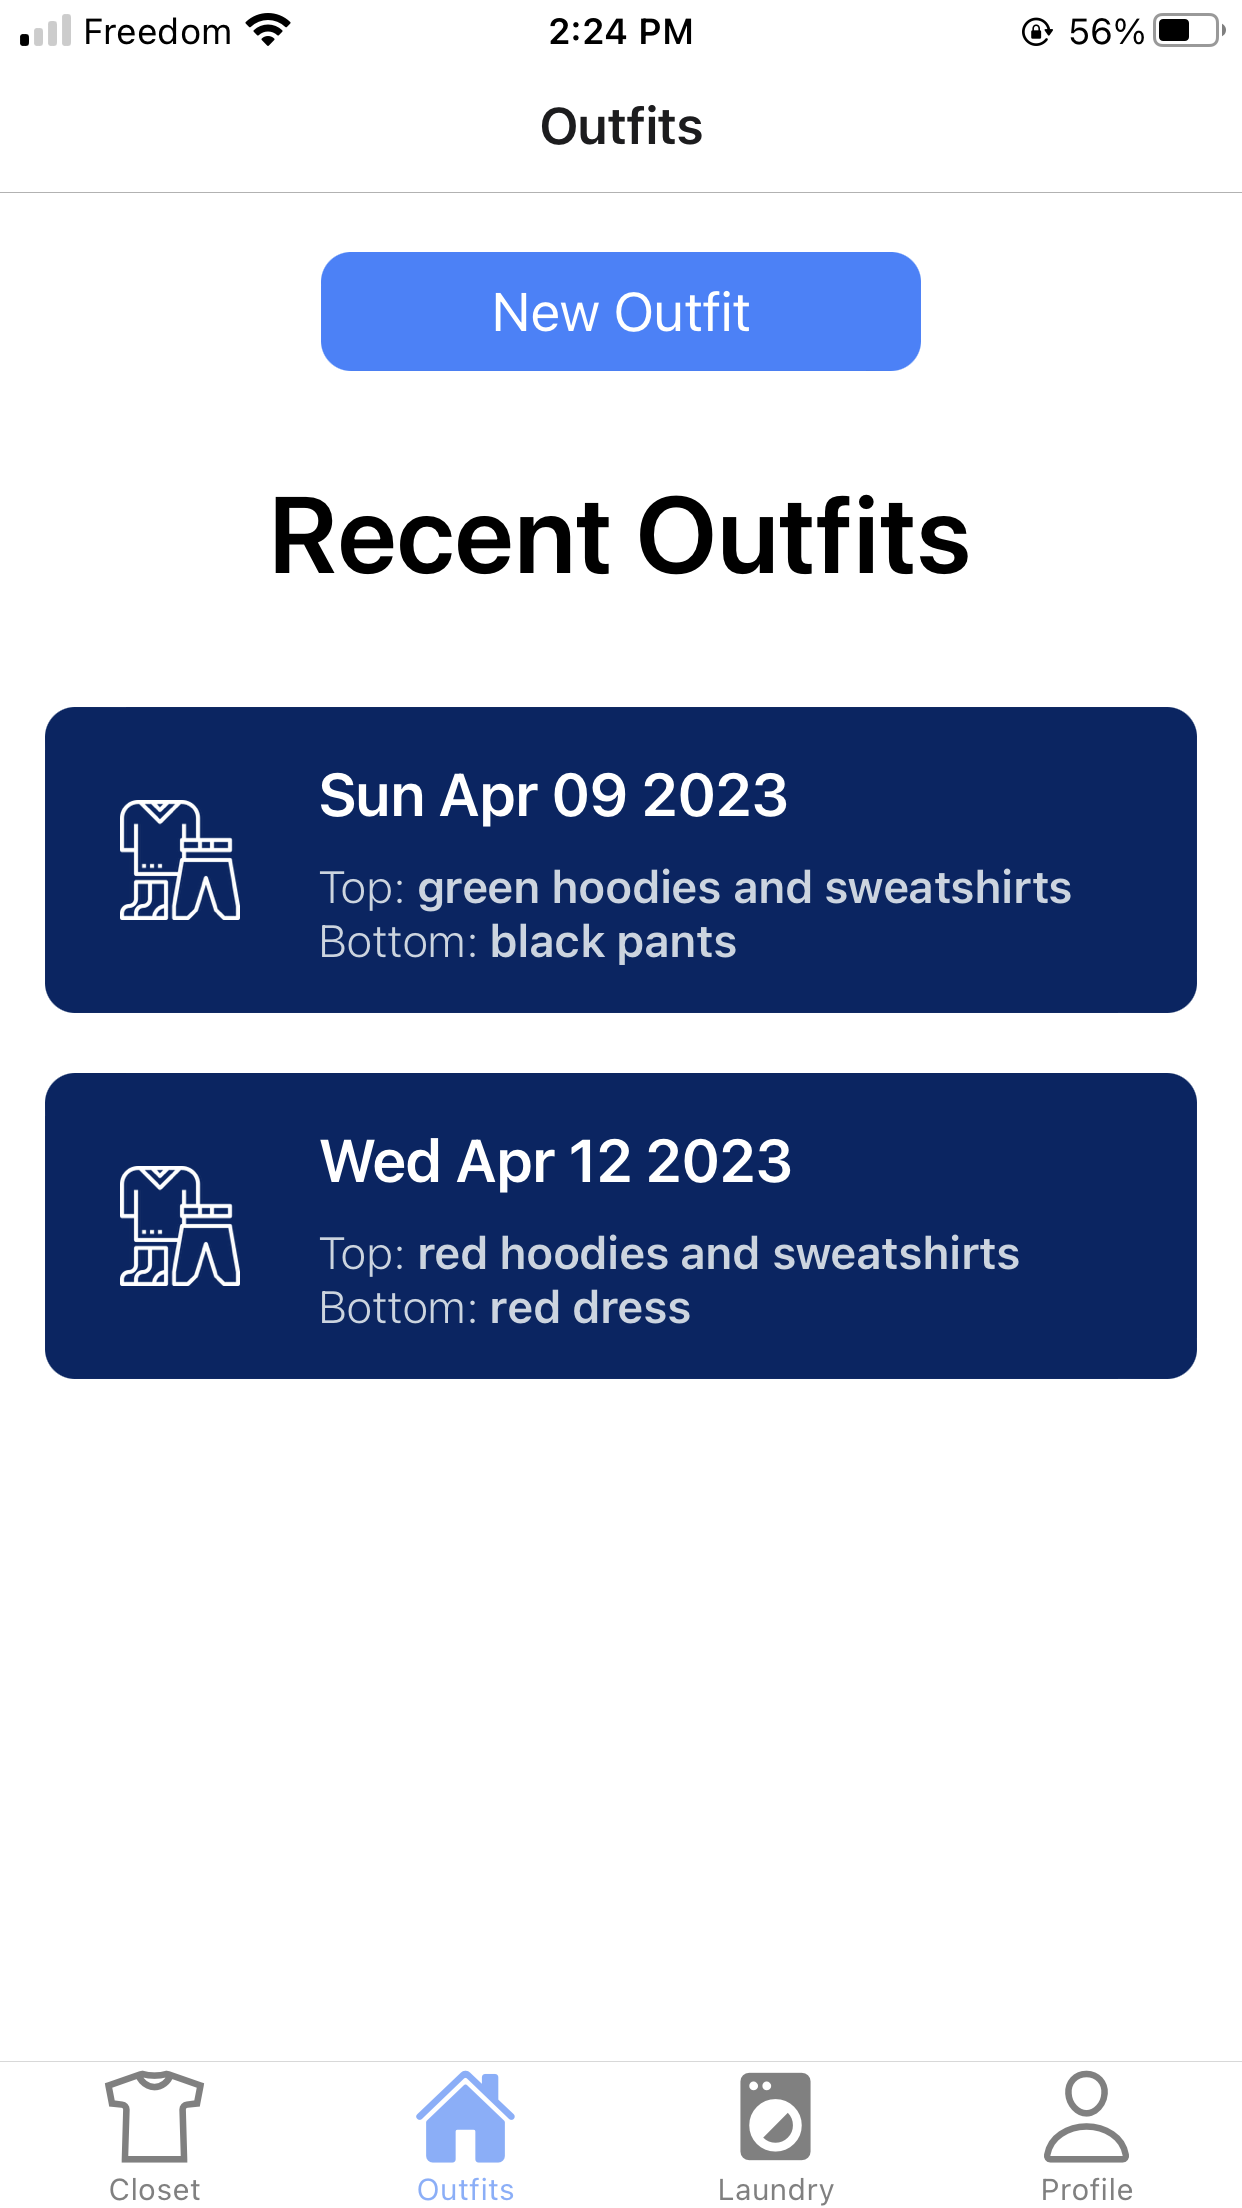 Freedom 2:24 PM 56%
Outfits
New Outfit
Recent Outfits
Sun Apr 09 2023
Top: green hoodies and sweatshirts
Bottom: black pants
Wed Apr 12 2023
Top: red hoodies and sweatshirts
Bottom: red dress
Closet Outfits Laundry Profile